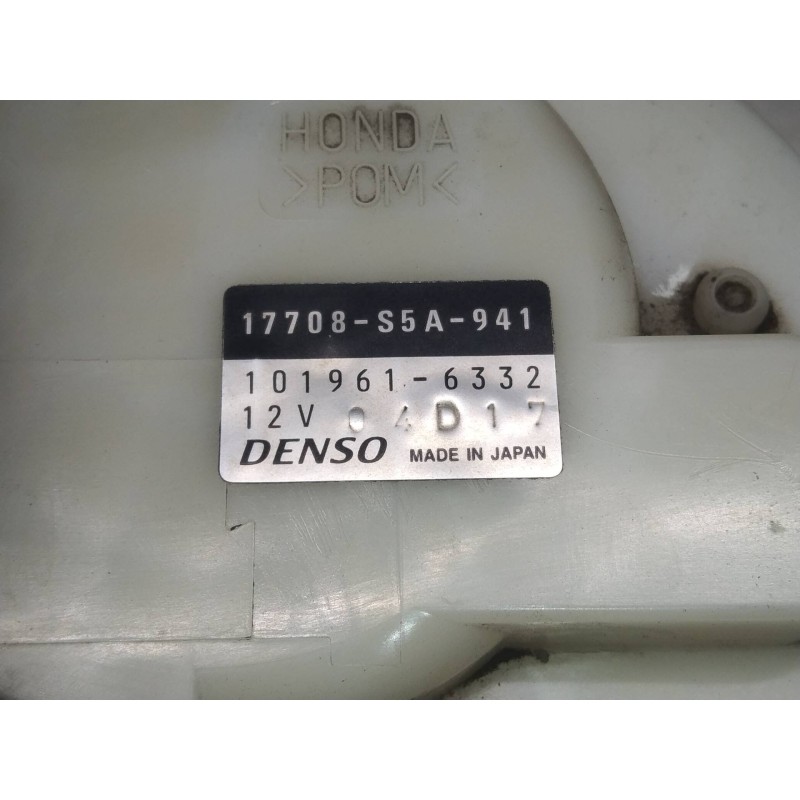 HONDA
>POM<
17708-S5A-941
101961-6332
12V 04D17
DENSO MADE IN JAPAN